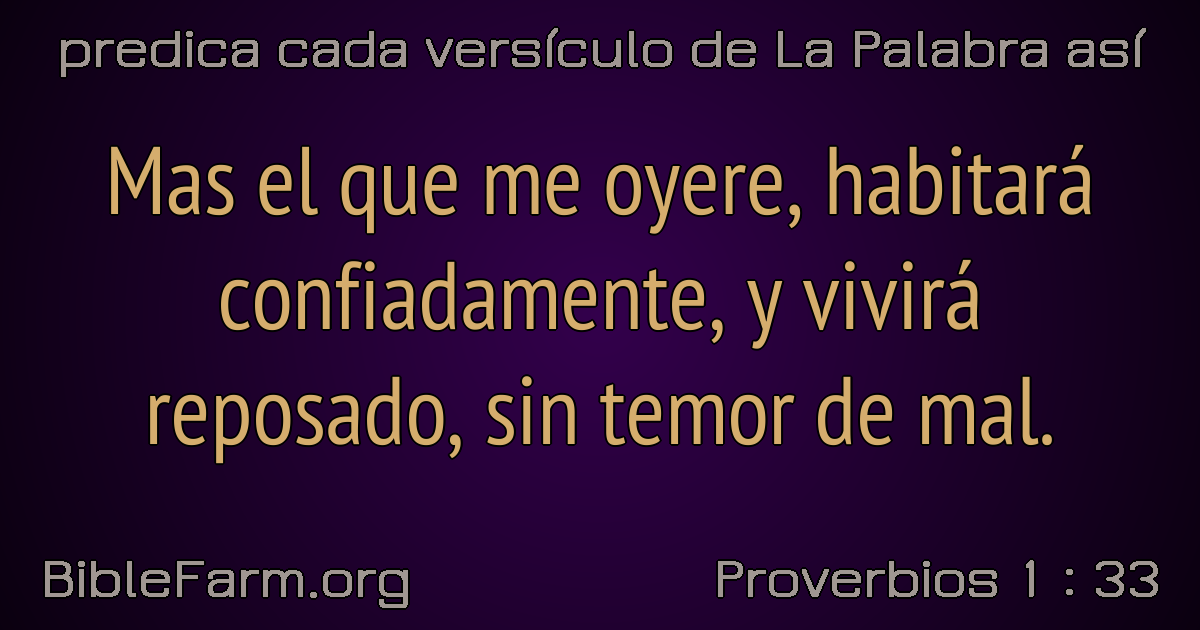 predica cada versículo de La Palabra así
Mas el que me oyere, habitará
confiadamente, y vivirá
reposado, sin temor de mal.
BibleFarm.org
Proverbios 1 : 33